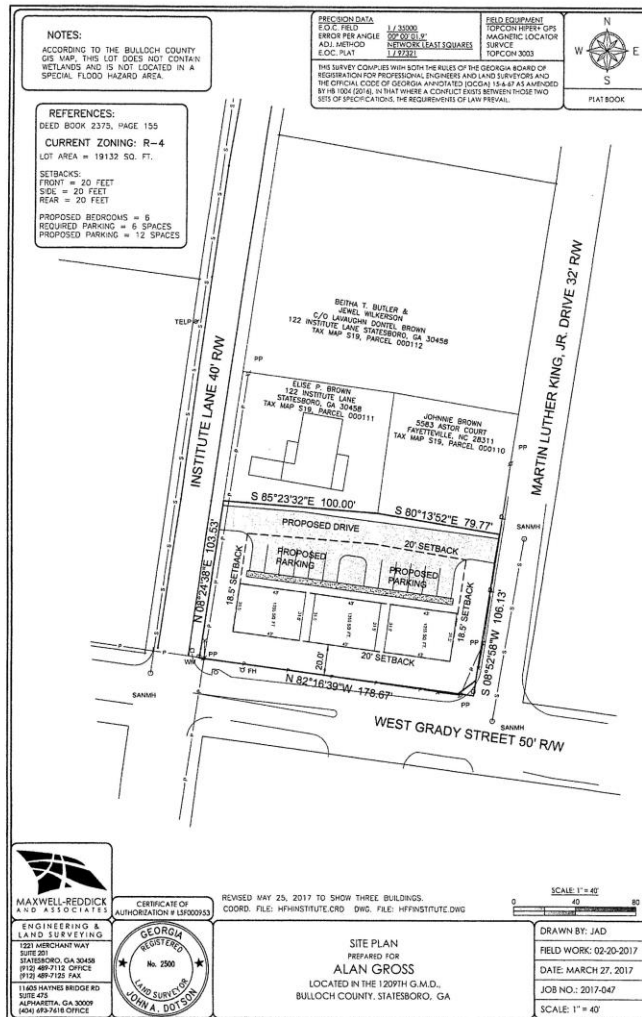 NOTES:
ACCORDING TO THE BULLOCH COUNTY
GIS MAP, THIS LOT DOES NOT CONTAIN
WETLANDS AND IS NOT LOCATED IN A
SPECIAL FLOOD HAZARD AREA.
PRECISION DATA
E.O.C. FIELD 1 / 35000
ERROR PER ANGLE 00° 00' 01.9"
ADJ. METHOD NETWORK LEAST SQUARES
E.O.C. PLAT 1 / 97321
FIELD EQUIPMENT
TOPCON HIPER+ GPS
MAGNETIC LOCATOR
SURVCE
TOPCON 3003
THIS SURVEY COMPLIES WITH BOTH THE RULES OF THE GEORGIA BOARD OF
REGISTRATION FOR PROFESSIONAL ENGINEERS AND LAND SURVEYORS AND
THE OFFICIAL CODE OF GEORGIA ANNOTATED (OCGA) 15-6-67 AS AMENDED
BY HB 1004 (2016), IN THAT WHERE A CONFLICT EXISTS BETWEEN THOSE TWO
SETS OF SPECIFICATIONS, THE REQUIREMENTS OF LAW PREVAIL.
N
W E
S
PLAT BOOK
REFERENCES:
DEED BOOK 2375, PAGE 155
CURRENT ZONING: R-4
LOT AREA = 19132 SQ. FT.
SETBACKS:
FRONT = 20 FEET
SIDE = 20 FEET
REAR = 20 FEET
PROPOSED BEDROOMS = 6
REQUIRED PARKING = 6 SPACES
PROPOSED PARKING = 12 SPACES
TELP
PP
INSTITUTE LANE 40' R/W
MARTIN LUTHER KING, JR. DRIVE 32' R/W
BEITHA T. BUTLER &
JEWEL WILKERSON
C/O LAVAUGHN DONTEL BROWN
122 INSTITUTE LANE STATESBORO, GA 30458
TAX MAP S19, PARCEL 000112
ELISE P. BROWN
122 INSTITUTE LANE
STATESBORO, GA 30458
TAX MAP S19, PARCEL 000111
JOHNNIE BROWN
5583 ASTOR COURT
FAYETTEVILLE, NC 28311
TAX MAP S19, PARCEL 000110
PP
S 85°23'32"E 100.00'
S 80°13'52"E 79.77'
SANMH
PROPOSED DRIVE
20' SETBACK
N 08°24'38"E 103.53'
18.5' SETBACK
PROPOSED
PARKING
PROPOSED
PARKING
18.5' SETBACK
S 08°52'58"W 106.13'
20.0'
20' SETBACK
WM
PP
FH
N 82°16'39"W 178.67'
PP
SANMH
SANMH
WEST GRADY STREET 50' R/W
MAXWELL-REDDICK
AND ASSOCIATES
ENGINEERING &
LAND SURVEYING
1221 MERCHANT WAY
SUITE 201
STATESBORO, GA 30458
(912) 489-7112 OFFICE
(912) 489-7125 FAX
11605 HAYNES BRIDGE RD
SUITE 475
ALPHARETTA, GA 30009
(404) 693-7618 OFFICE
CERTIFICATE OF
AUTHORIZATION # LSF000953
GEORGIA
REGISTERED
No. 2500
LAND SURVEYOR
JOHN A. DOTSON
REVISED MAY 25, 2017 TO SHOW THREE BUILDINGS.
COORD. FILE: HFHINSTITUTE.CRD DWG. FILE: HFFINSTITUTE.DWG
SITE PLAN
PREPARED FOR
ALAN GROSS
LOCATED IN THE 1209TH G.M.D.,
BULLOCH COUNTY, STATESBORO, GA
SCALE: 1" = 40'
0 40 80
DRAWN BY: JAD
FIELD WORK: 02-20-2017
DATE: MARCH 27, 2017
JOB NO.: 2017-047
SCALE: 1" = 40'